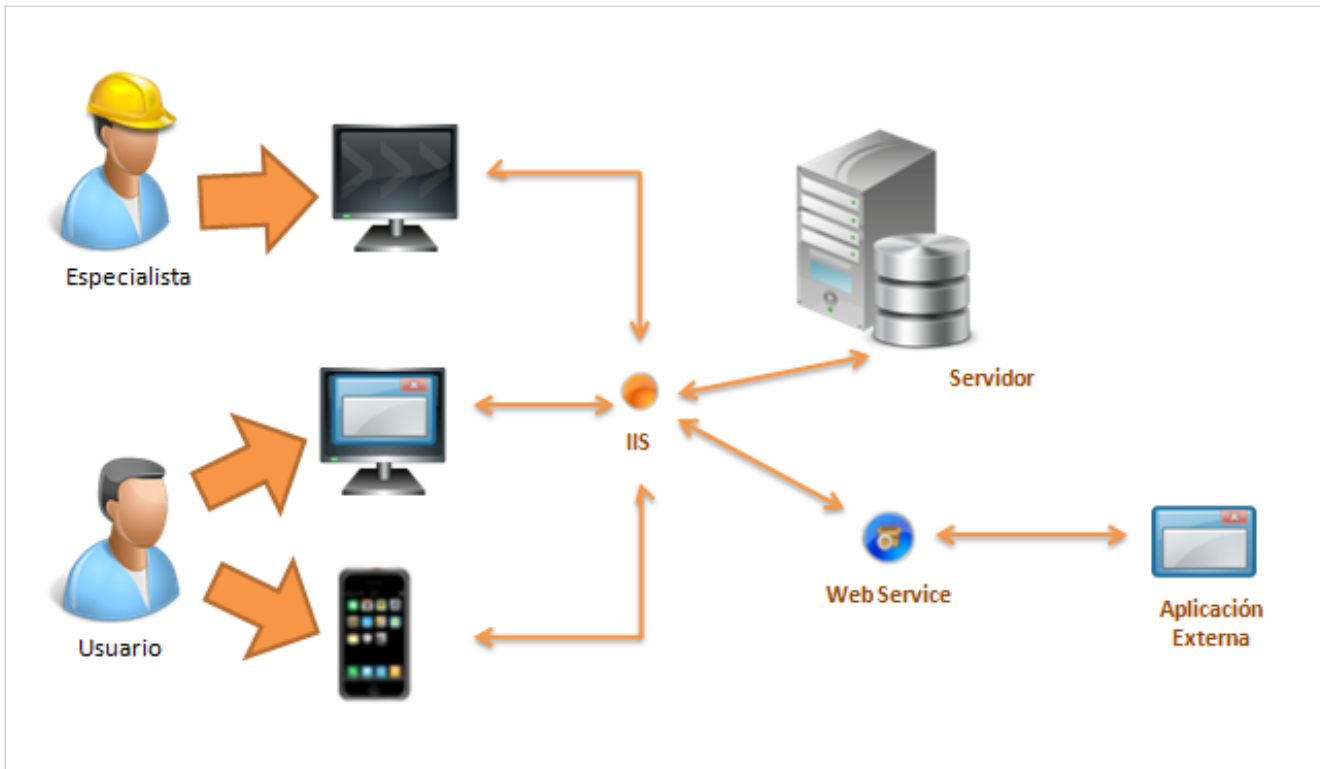 Especialista
Servidor
IIS
Usuario
Web Service
Aplicación
Externa